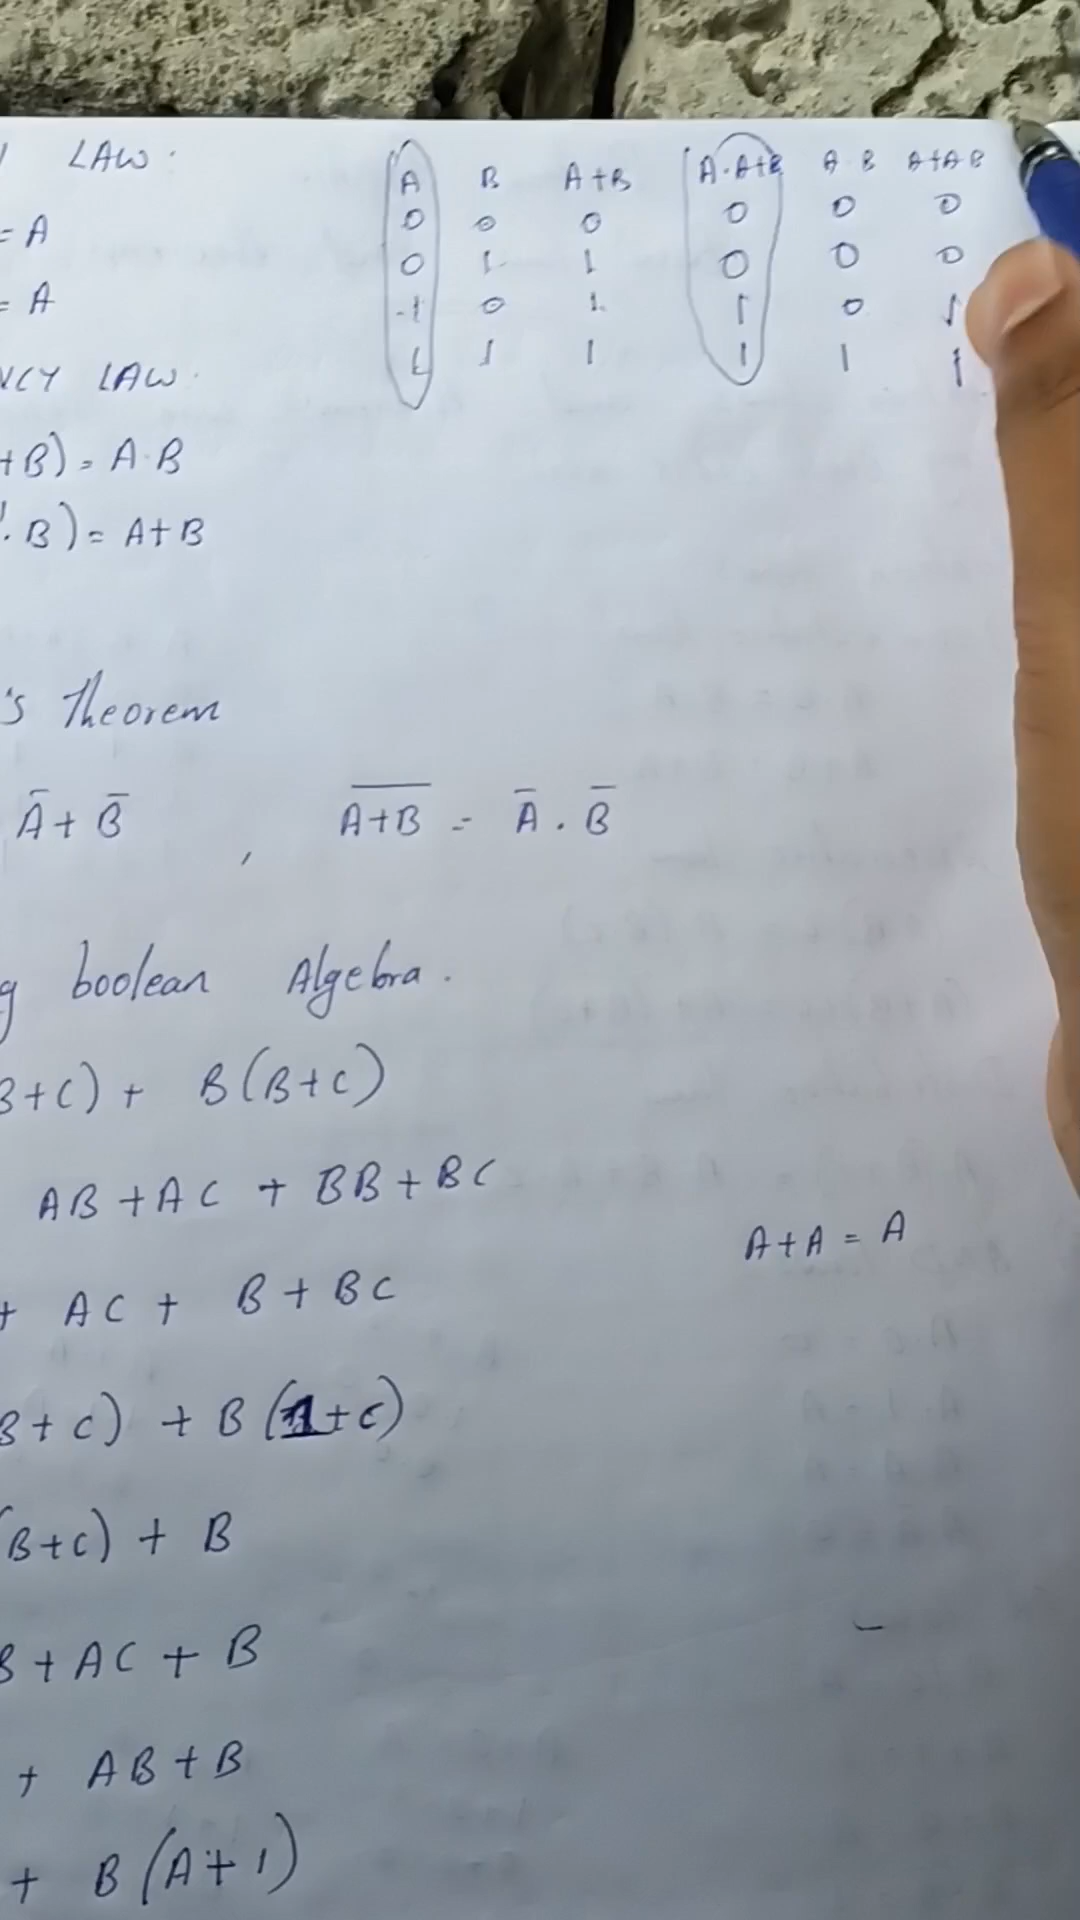 LAW:
= A
= A
A B A+B A·A+B A·B A+A·B
0 0 0 0 0 0
0 1 1 0 0 0
1 0 1 1 0 1
1 1 1 1 1 1
NCY LAW.
+B) = A·B
.B) = A+B
's Theorem
Ā + B̅ , \overline{A+B} = Ā . B̅
g boolean Algebra.
B+C) + B(B+C)
AB + AC + BB + BC
A+A = A
+ AC + B + BC
B+C) + B(1+C)
(B+C) + B
B + AC + B
+ AB + B
+ B(A+1)